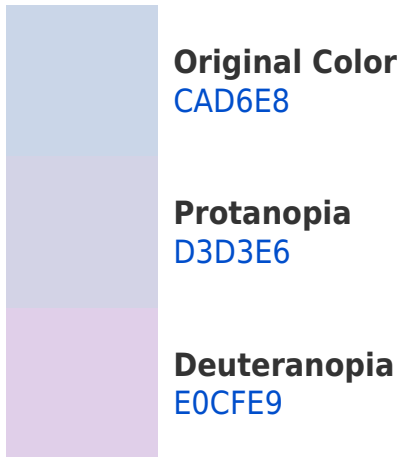 Original Color
CAD6E8
Protanopia
D3D3E6
Deuteranopia
E0CFE9